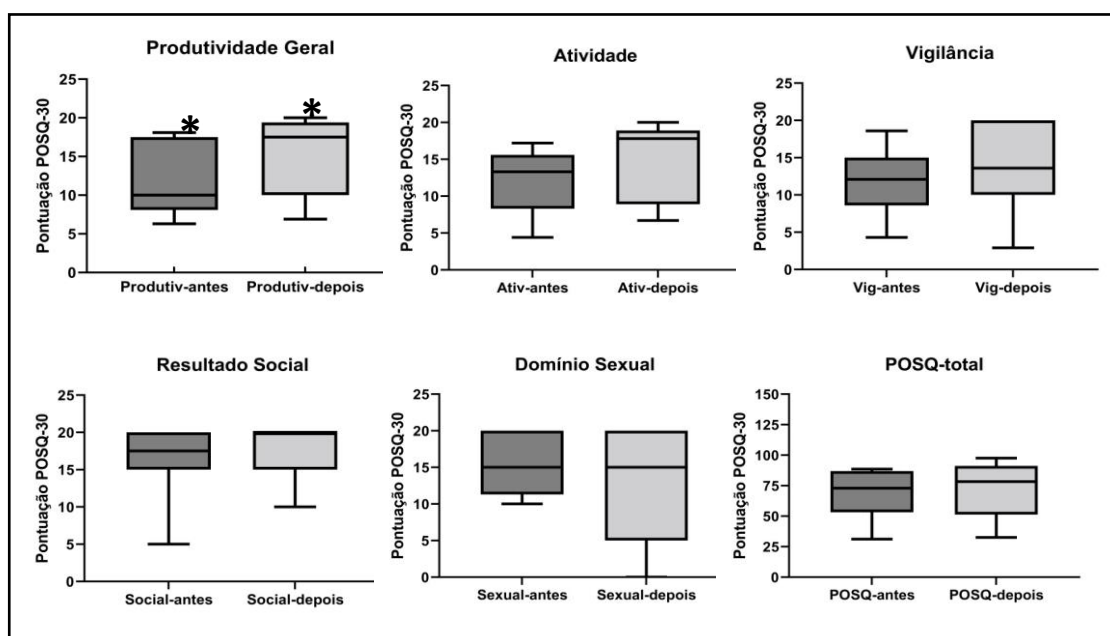 Produtividade Geral
Pontuação POSQ-30
25
20
15
10
5
0
*
*
Produtiv-antes
Produtiv-depois
Atividade
Pontuação POSQ-30
25
20
15
10
5
0
Ativ-antes
Ativ-depois
Vigilância
Pontuação POSQ-30
25
20
15
10
5
0
Vig-antes
Vig-depois
Resultado Social
Pontuação POSQ-30
25
20
15
10
5
0
Social-antes
Social-depois
Domínio Sexual
Pontuação POSQ-30
25
20
15
10
5
0
Sexual-antes
Sexual-depois
POSQ-total
Pontuação POSQ-30
150
125
100
75
50
25
0
POSQ-antes
POSQ-depois